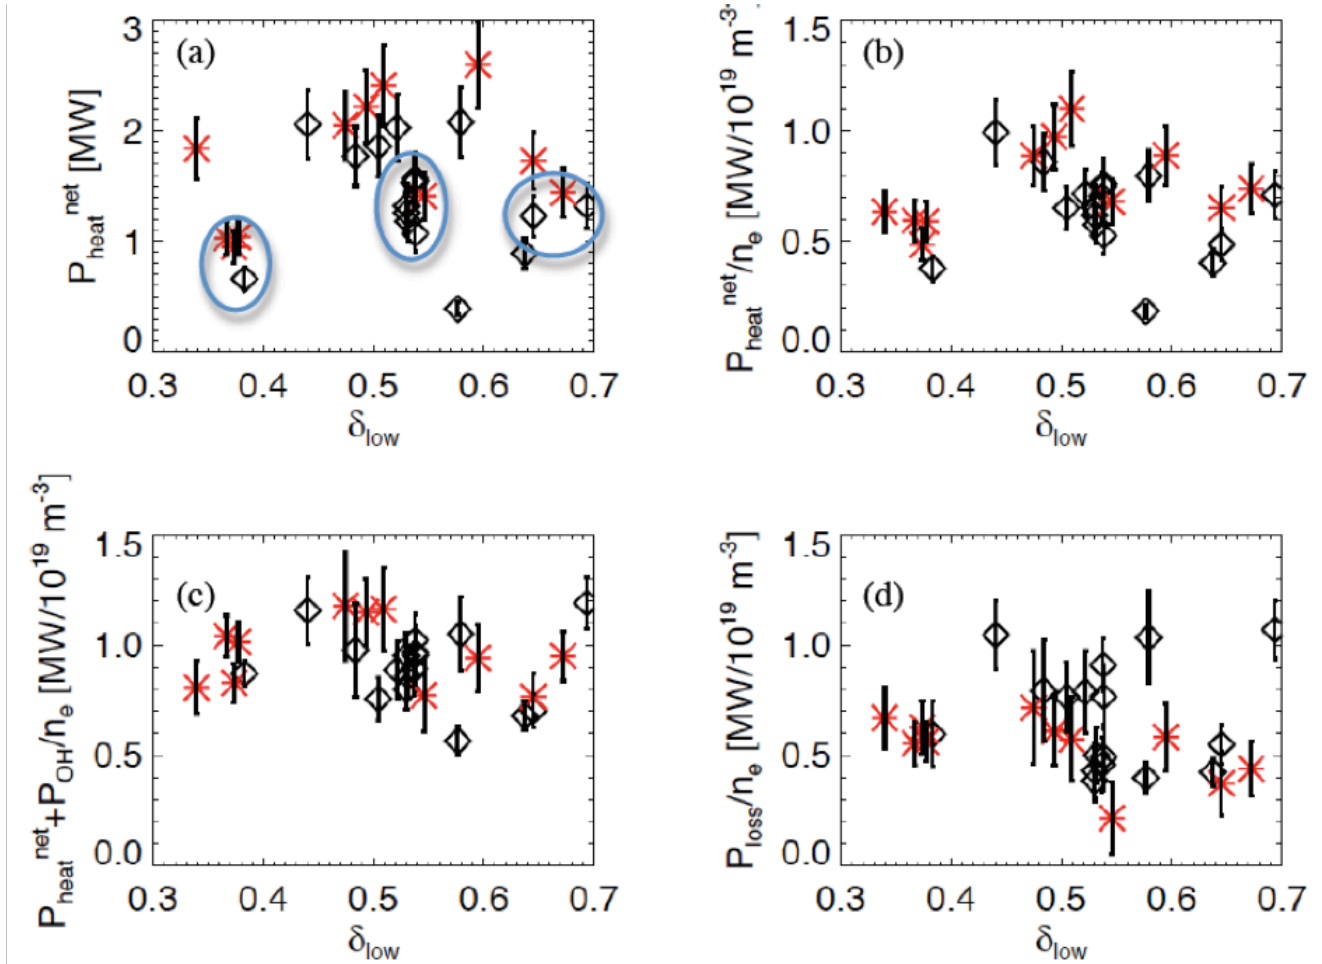 (a)
P_heat^net [MW]
3
2
1
0
0.3 0.4 0.5 0.6 0.7
δ_low
(b)
P_heat^net/n_e [MW/10^19 m^-3]
1.5
1.0
0.5
0.0
0.3 0.4 0.5 0.6 0.7
δ_low
(c)
P_heat^net+P_OH/n_e [MW/10^19 m^-3]
1.5
1.0
0.5
0.0
0.3 0.4 0.5 0.6 0.7
δ_low
(d)
P_loss/n_e [MW/10^19 m^-3]
1.5
1.0
0.5
0.0
0.3 0.4 0.5 0.6 0.7
δ_low